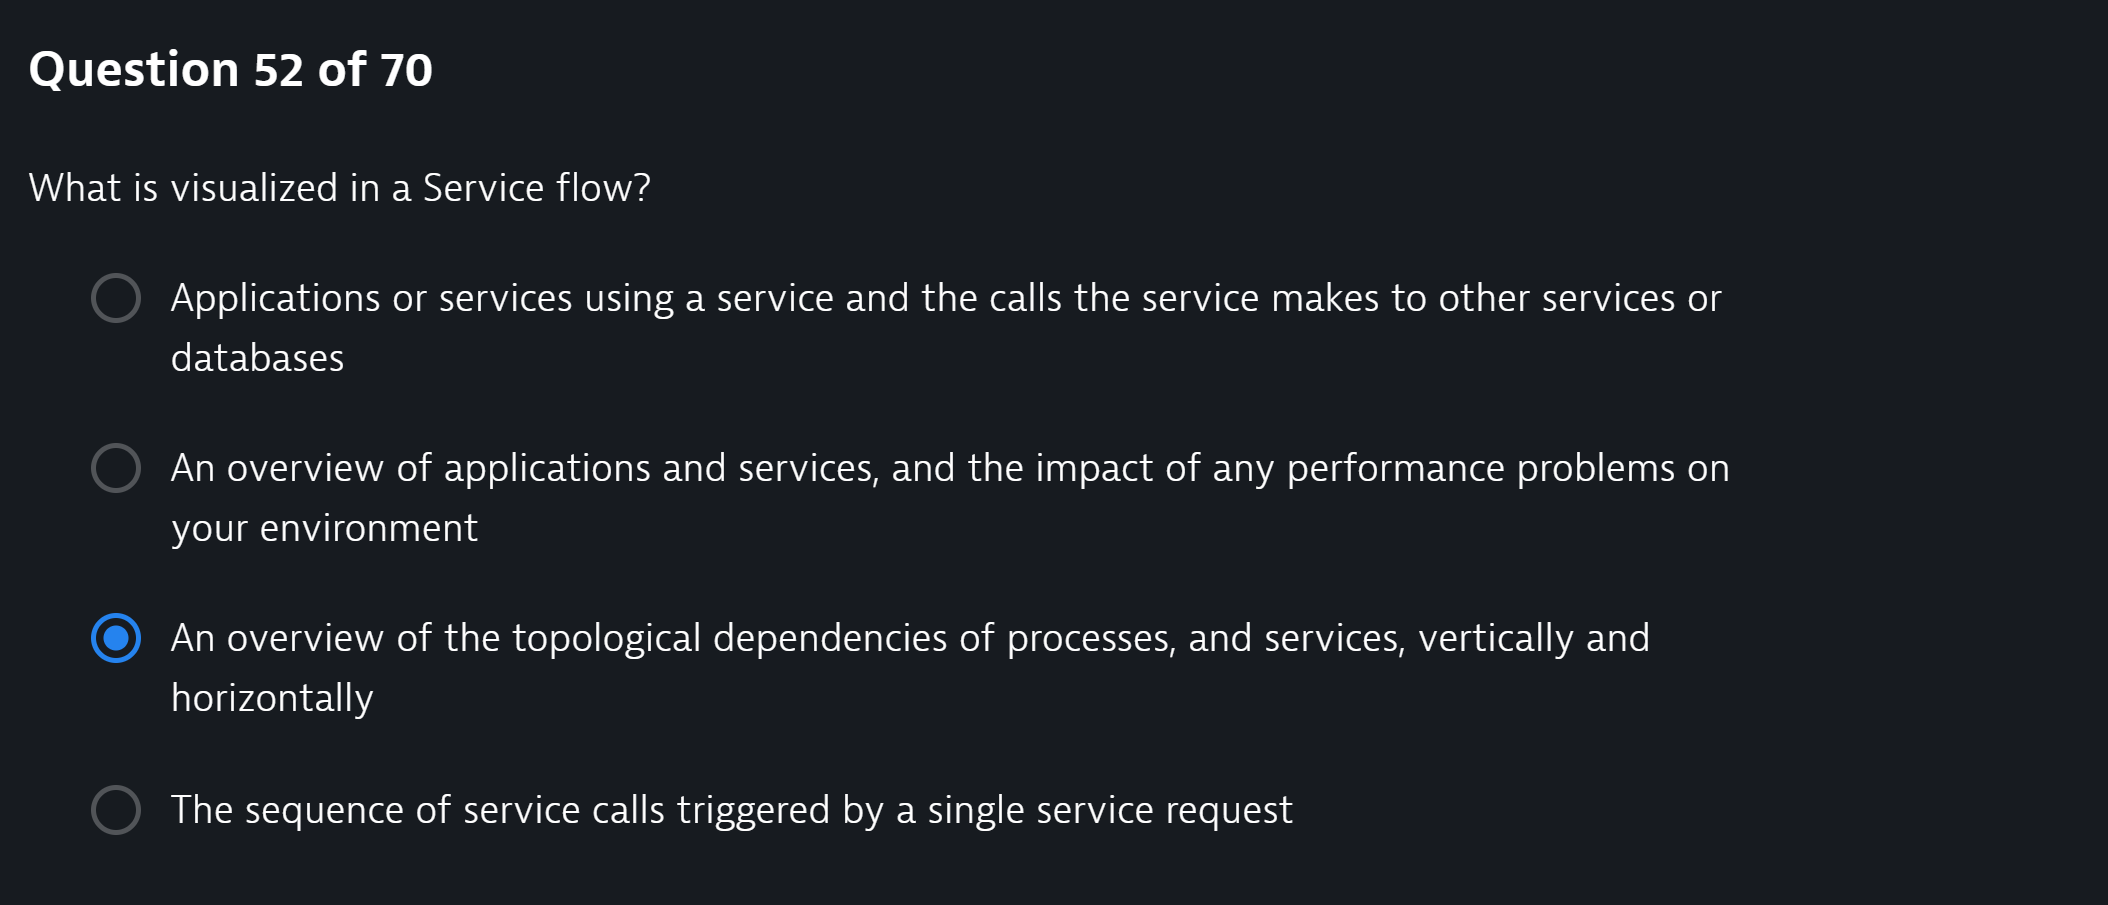 Question 52 of 70
What is visualized in a Service flow?
Applications or services using a service and the calls the service makes to other services or
databases
An overview of applications and services, and the impact of any performance problems on
your environment
An overview of the topological dependencies of processes, and services, vertically and
horizontally
The sequence of service calls triggered by a single service request